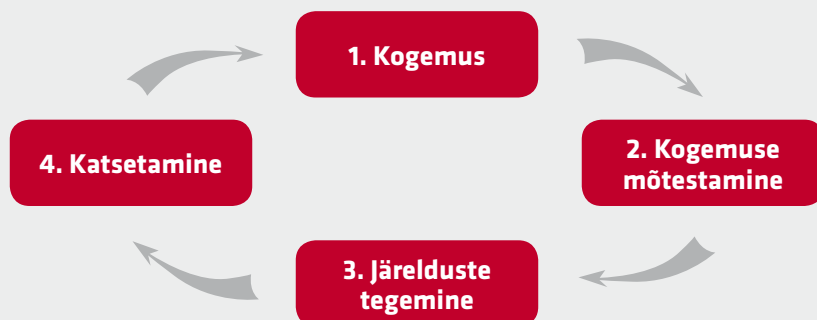 1. Kogemus
2. Kogemuse
mõtestamine
3. Järelduste
tegemine
4. Katsetamine